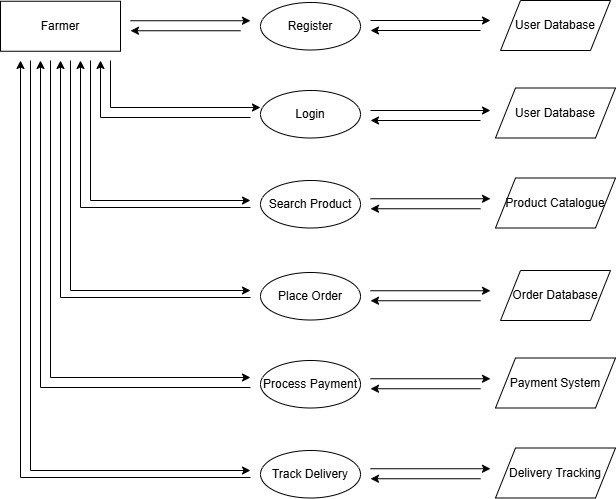 Farmer
Register
User Database
Login
User Database
Search Product
Product Catalogue
Place Order
Order Database
Process Payment
Payment System
Track Delivery
Delivery Tracking